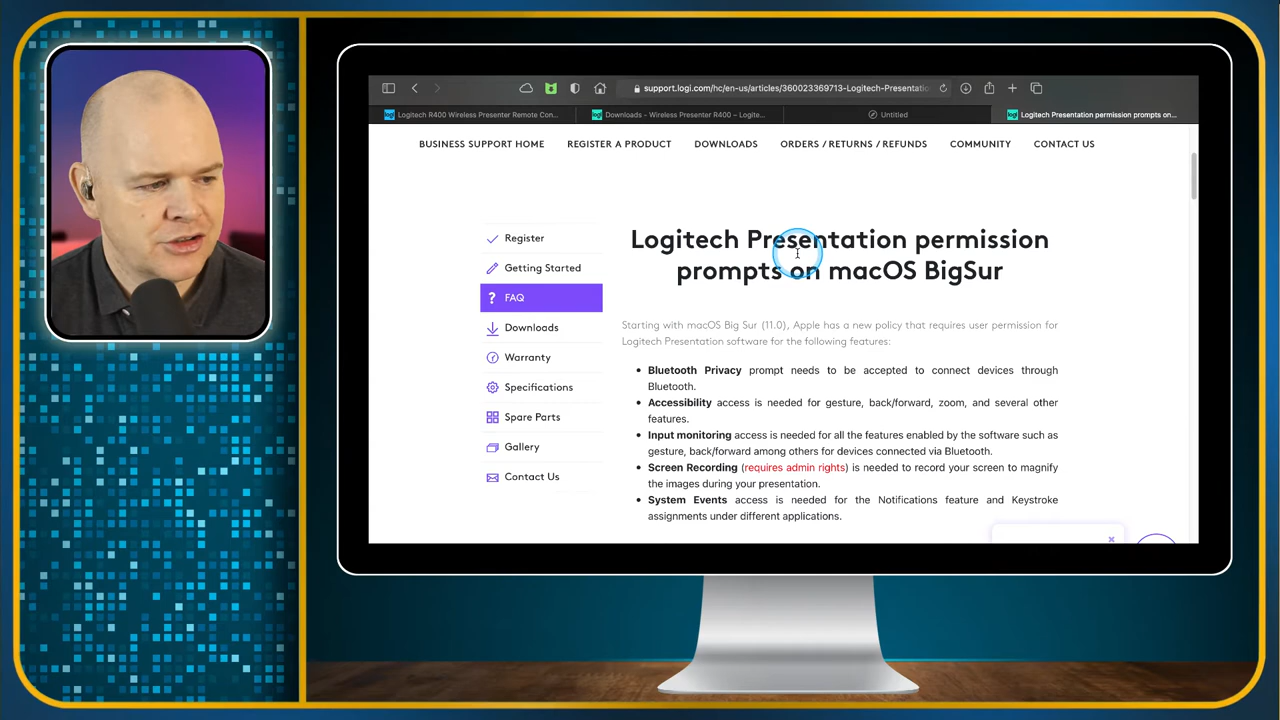 support.logi.com/hc/en-us/articles/360023369713-Logitech-Presentatio
Logitech R400 Wireless Presenter Remote Con...
Downloads - Wireless Presenter R400 – Logite...
Untitled
Logitech Presentation permission prompts on...
BUSINESS SUPPORT HOME
REGISTER A PRODUCT
DOWNLOADS
ORDERS / RETURNS / REFUNDS
COMMUNITY
CONTACT US
Register
Getting Started
? FAQ
Downloads
Warranty
Specifications
Spare Parts
Gallery
Contact Us
Logitech Presentation permission
prompts on macOS BigSur
Starting with macOS Big Sur (11.0), Apple has a new policy that requires user permission for
Logitech Presentation software for the following features:
• Bluetooth Privacy prompt needs to be accepted to connect devices through
Bluetooth.
• Accessibility access is needed for gesture, back/forward, zoom, and several other
features.
• Input monitoring access is needed for all the features enabled by the software such as
gesture, back/forward among others for devices connected via Bluetooth.
• Screen Recording (requires admin rights) is needed to record your screen to magnify
the images during your presentation.
• System Events access is needed for the Notifications feature and Keystroke
assignments under different applications.